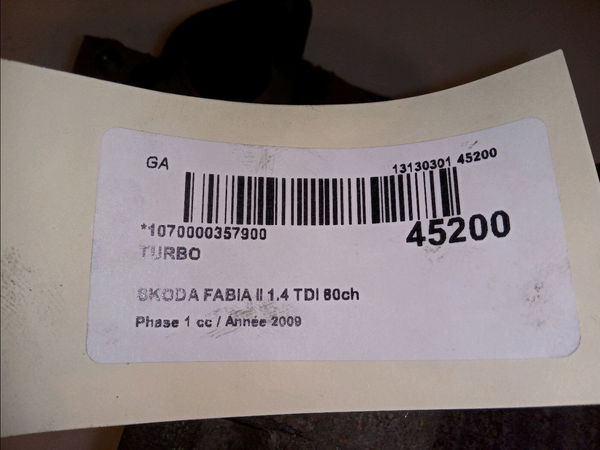 GA
13130301 45200
*1070000357900
45200
TURBO
SKODA FABIA II 1.4 TDI 80ch
Phase 1 cc / Année 2009